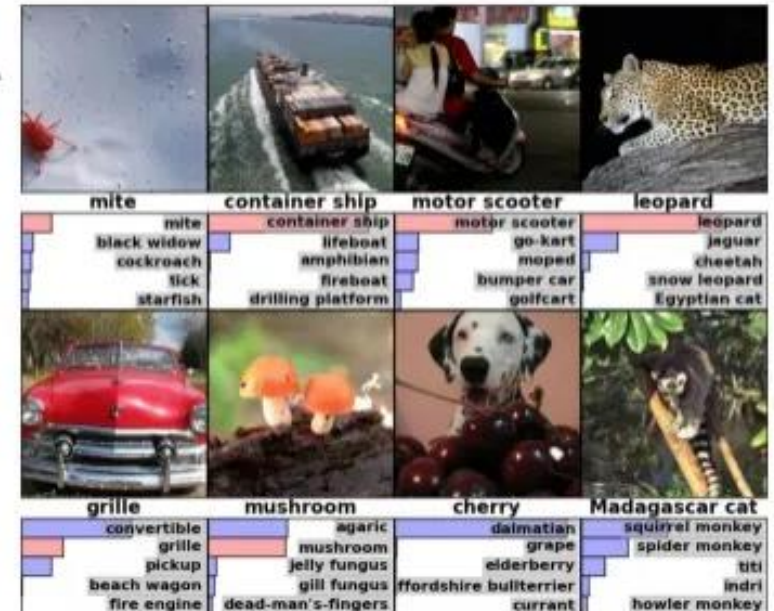 mite
container ship
motor scooter
leopard
mite
black widow
cockroach
tick
starfish
container ship
lifeboat
amphibian
fireboat
drilling platform
motor scooter
go-kart
moped
bumper car
golfcart
leopard
jaguar
cheetah
snow leopard
Egyptian cat
grille
mushroom
cherry
Madagascar cat
convertible
grille
pickup
beach wagon
fire engine
agaric
mushroom
jelly fungus
gill fungus
dead-man's-fingers
dalmatian
grape
elderberry
ffordshire bullterrier
currant
squirrel monkey
spider monkey
titi
indri
howler monkey